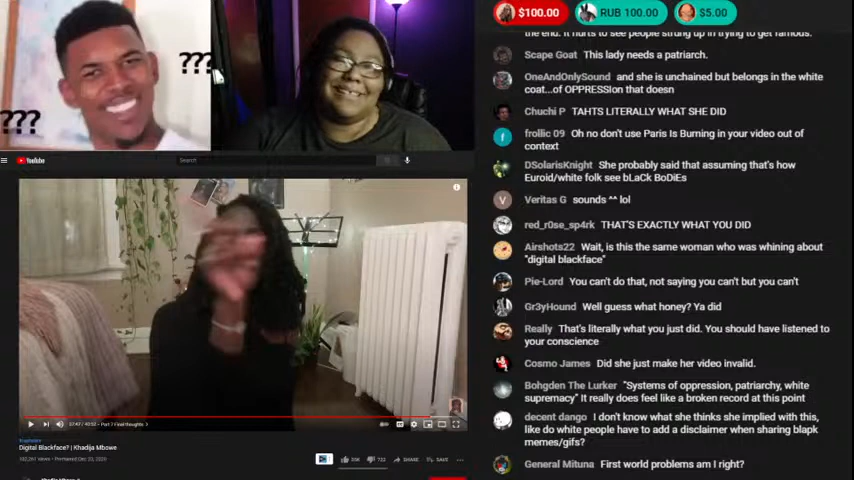 $100.00
RUB 100.00
$5.00
the end. It hurts to see people strung up in trying to get famous.
Scape Goat This lady needs a patriarch.
OneAndOnlySound and she is unchained but belongs in the white
coat...of OPPRESSIon that doesn
Chuchi P TAHTS LITERALLY WHAT SHE DID
frollic 09 Oh no don't use Paris Is Burning in your video out of
context
DSolarisKnight She probably said that assuming that's how
Euroid/white folk see bLaCk BoDiEs
Veritas G sounds ^^ lol
red_r0se_sp4rk THAT'S EXACTLY WHAT YOU DID
Airshots22 Wait, is this the same woman who was whining about
"digital blackface"
Pie-Lord You can't do that, not saying you can't but you can't
Gr3yHound Well guess what honey? Ya did
Really That's literally what you just did. You should have listened to
your conscience
Cosmo James Did she just make her video invalid.
Bohgden The Lurker "Systems of oppression, patriarchy, white
supremacy" It really does feel like a broken record at this point
decent dango I don't know what she thinks she implied with this,
like do white people have to add a disclaimer when sharing blapk
memes/gifs?
General Mituna First world problems am I right?
???
???
YouTube
Search
Part 7 Final thoughts
Digital Blackface? | Khadija Mbowe
SHARE
SAVE